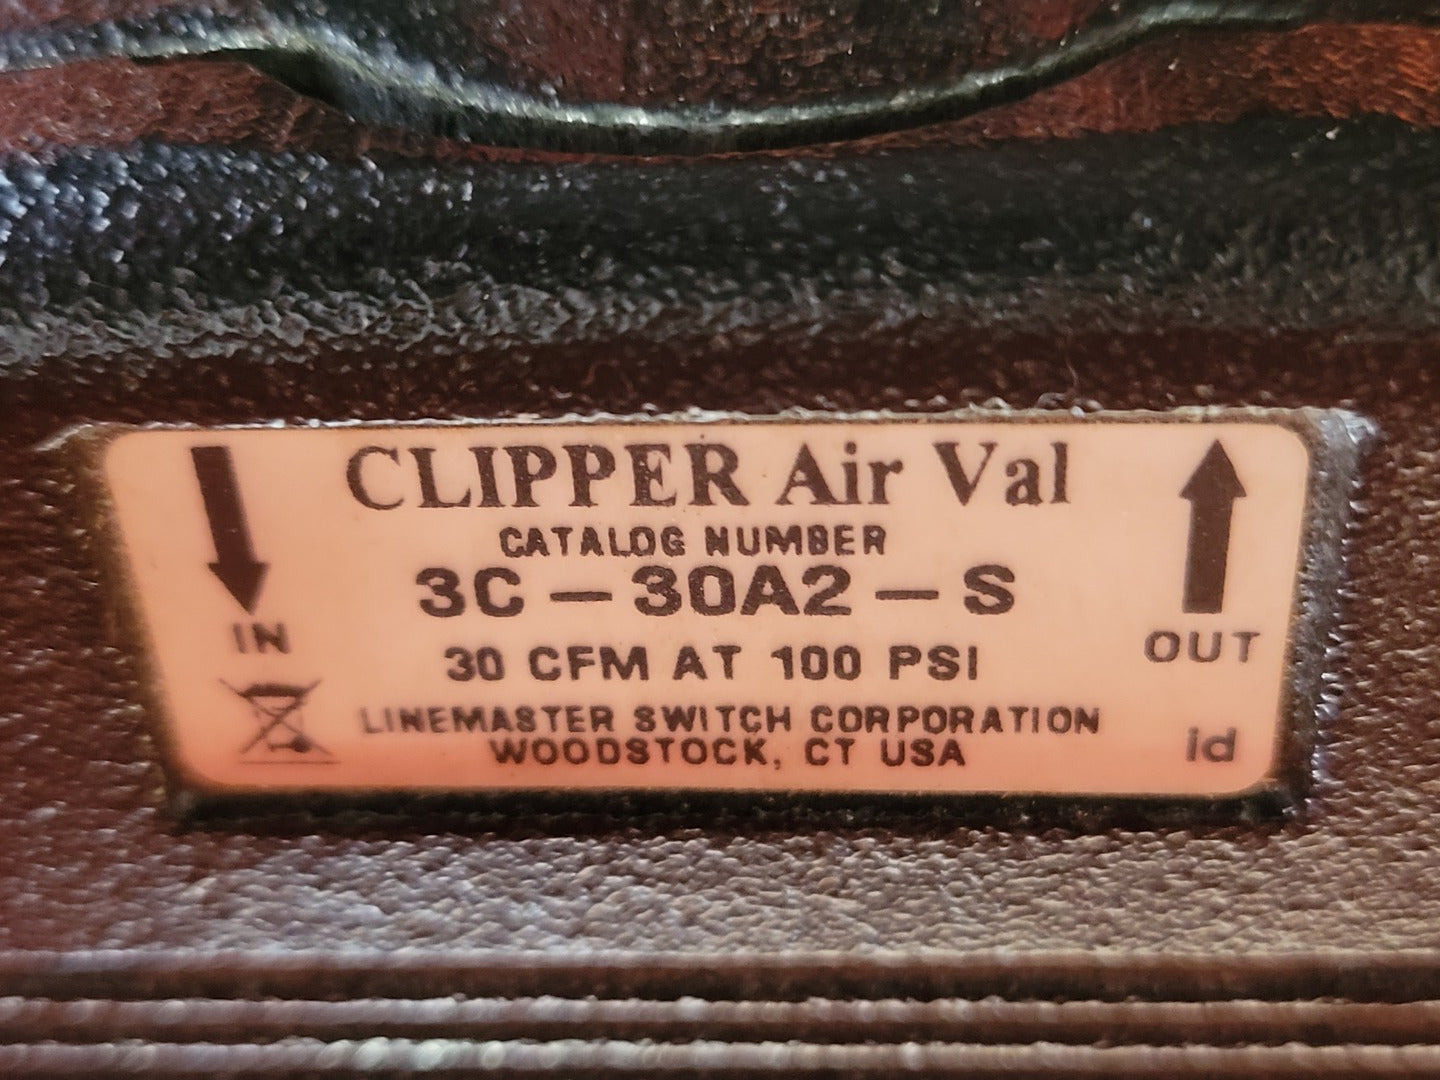 CLIPPER Air Val
CATALOG NUMBER
3C - 30A2 - S
30 CFM AT 100 PSI
LINEMASTER SWITCH CORPORATION
WOODSTOCK, CT USA
IN
OUT
id